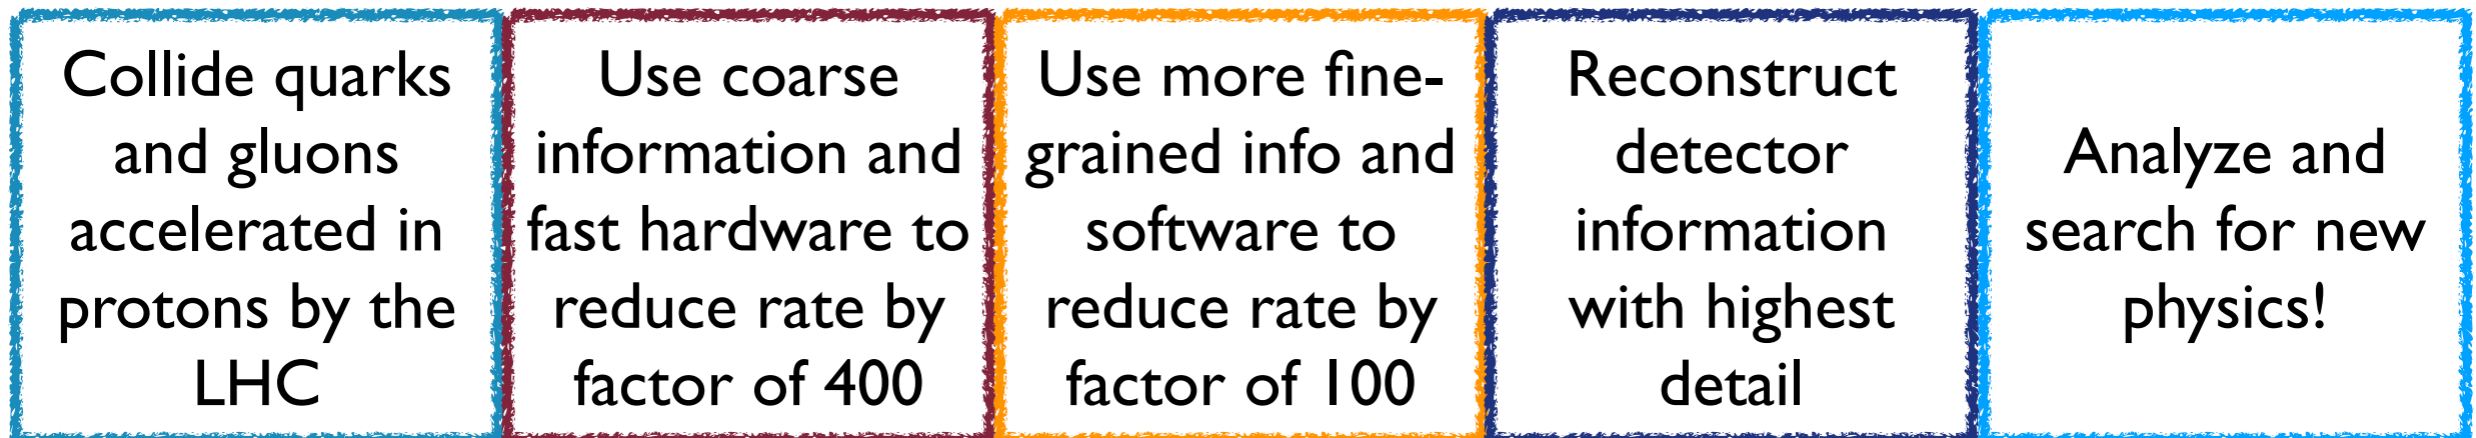 Collide quarks
and gluons
accelerated in
protons by the
LHC
Use coarse
information and
fast hardware to
reduce rate by
factor of 400
Use more fine-
grained info and
software to
reduce rate by
factor of 100
Reconstruct
detector
information
with highest
detail
Analyze and
search for new
physics!